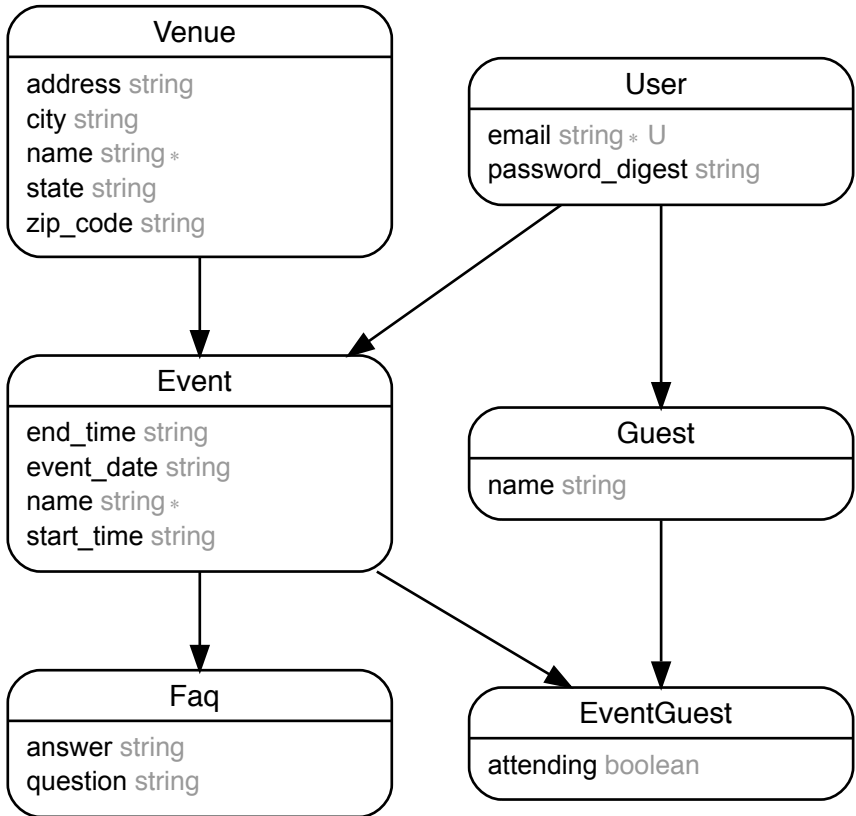 Venue
address string
city string
name string *
state string
zip_code string
User
email string * U
password_digest string
Event
end_time string
event_date string
name string *
start_time string
Guest
name string
Faq
answer string
question string
EventGuest
attending boolean